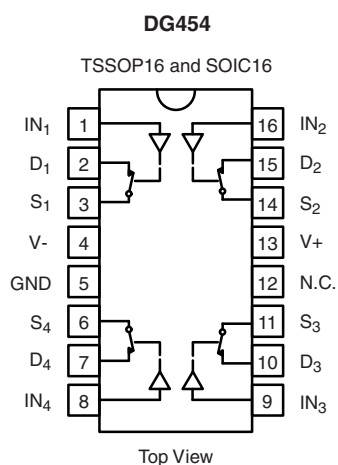 DG454
TSSOP16 and SOIC16
IN1 1 16 IN2
D1 2 15 D2
S1 3 14 S2
V- 4 13 V+
GND 5 12 N.C.
S4 6 11 S3
D4 7 10 D3
IN4 8 9 IN3
Top View